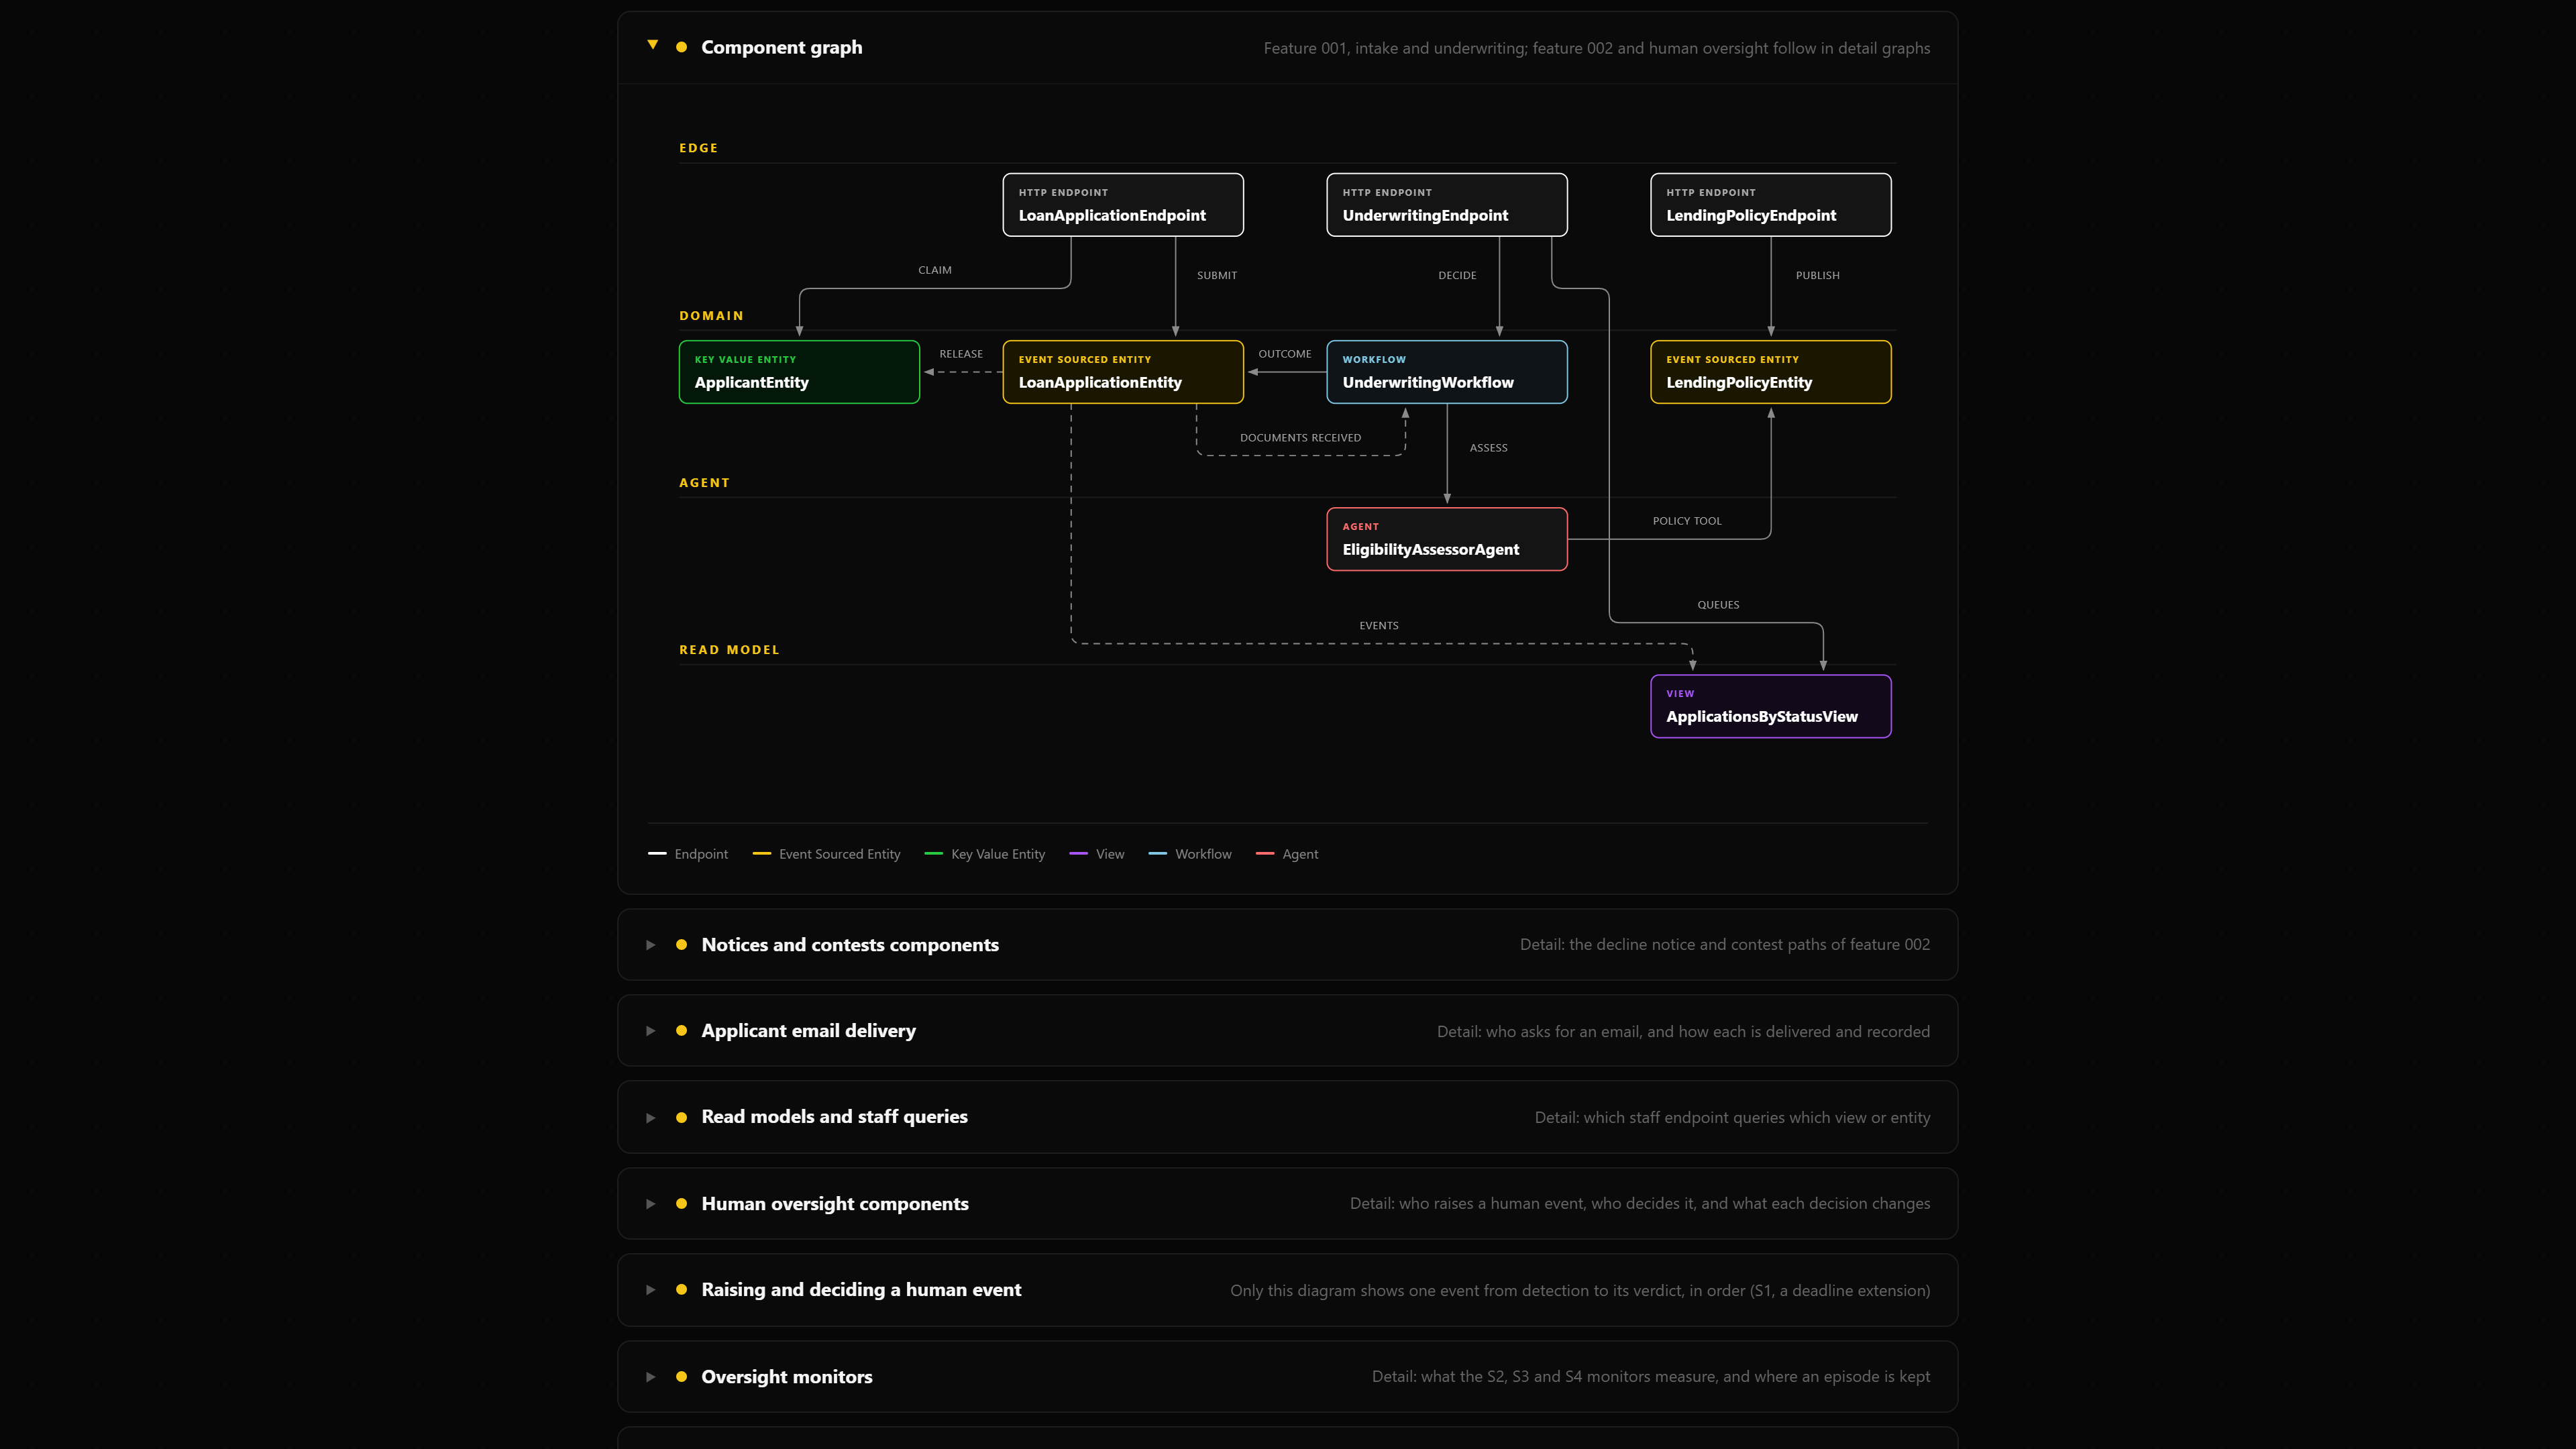 Component graph
Feature 001, intake and underwriting; feature 002 and human oversight follow in detail graphs
EDGE
HTTP ENDPOINT
LoanApplicationEndpoint
HTTP ENDPOINT
UnderwritingEndpoint
HTTP ENDPOINT
LendingPolicyEndpoint
CLAIM
SUBMIT
DECIDE
PUBLISH
DOMAIN
KEY VALUE ENTITY
ApplicantEntity
RELEASE
EVENT SOURCED ENTITY
LoanApplicationEntity
OUTCOME
WORKFLOW
UnderwritingWorkflow
EVENT SOURCED ENTITY
LendingPolicyEntity
DOCUMENTS RECEIVED
ASSESS
AGENT
AGENT
EligibilityAssessorAgent
POLICY TOOL
QUEUES
EVENTS
READ MODEL
VIEW
ApplicationsByStatusView
Endpoint
Event Sourced Entity
Key Value Entity
View
Workflow
Agent
Notices and contests components
Detail: the decline notice and contest paths of feature 002
Applicant email delivery
Detail: who asks for an email, and how each is delivered and recorded
Read models and staff queries
Detail: which staff endpoint queries which view or entity
Human oversight components
Detail: who raises a human event, who decides it, and what each decision changes
Raising and deciding a human event
Only this diagram shows one event from detection to its verdict, in order (S1, a deadline extension)
Oversight monitors
Detail: what the S2, S3 and S4 monitors measure, and where an episode is kept